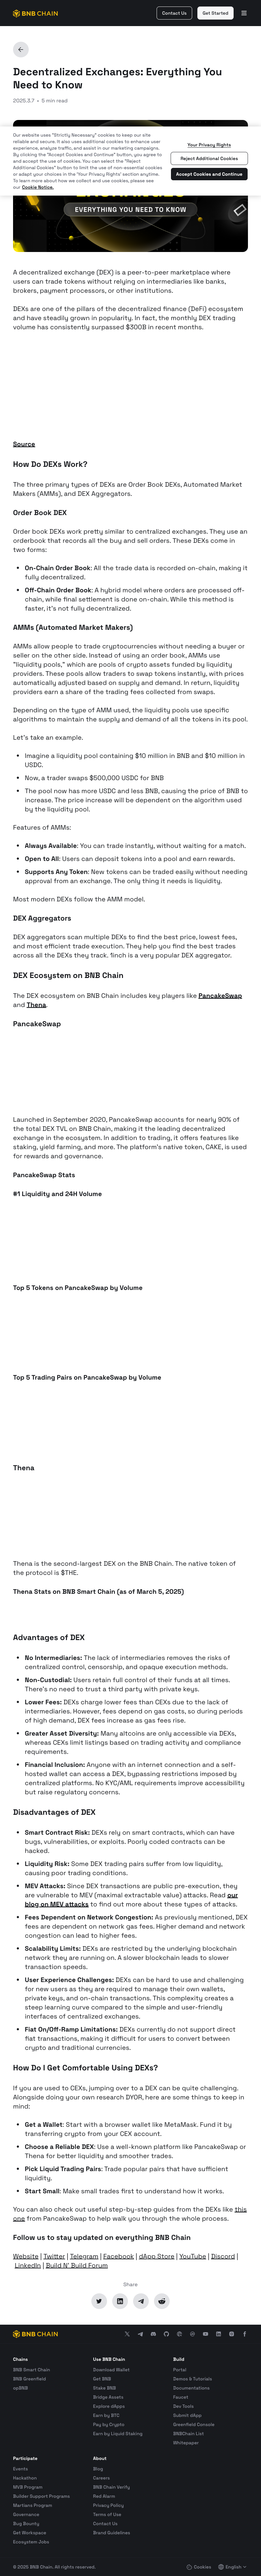 BNB CHAIN
Contact Us
Get Started
Decentralized Exchanges: Everything You
Need to Know
2025.3.7 • 5 min read
Our website uses "Strictly Necessary" cookies to keep our site
reliable and secure. It also uses additional cookies to enhance user
experience, analyze traffic, and assist in our marketing campaigns.
By clicking the "Accept Cookies and Continue" button, you agree to
any accept our use of cookies. You can select the "Reject
Additional Cookies" button to limit our use to only essential cookies
or change your consents in the 'Your Privacy Rights' section anytime.
To learn more about how we collect and use cookies, please see
our Cookie Notice.
Your Privacy Rights
Reject Additional Cookies
Accept Cookies and Continue
EVERYTHING YOU NEED TO KNOW
A decentralized exchange (DEX) is a peer-to-peer marketplace where
users can trade tokens without relying on intermediaries like banks,
brokers, payment processors, or other institutions.
DEXs are one of the pillars of the decentralized finance (DeFi) ecosystem
and have steadily grown in popularity. In fact, the monthly DEX trading
volume has consistently surpassed $300B in recent months.
Source
How Do DEXs Work?
The three primary types of DEXs are Order Book DEXs, Automated Market
Makers (AMMs), and DEX Aggregators.
Order Book DEX
Order book DEXs work pretty similar to centralized exchanges. They have an
orderbook that records all the buy and sell orders. These DEXs come in
two forms:
• On-Chain Order Book: All the trade data is recorded on-chain, making it
fully decentralized.
• Off-Chain Order Book: A hybrid model where orders are processed off-
chain, while final settlement is done on-chain. While this model is
faster, it's not fully decentralized.
AMMs (Automated Market Makers)
AMMs allow people to trade cryptocurrencies without needing a buyer or
seller on the other side. Instead of using an order book, AMMs use
"liquidity pools," which are pools of crypto assets funded by liquidity
providers. These pools allow traders to swap tokens instantly, with prices
automatically adjusted based on supply and demand. In return, liquidity
providers earn a share of trading fees collected from swaps.
Depending on the type of AMM used, the liquidity pools use specific
algorithms to maintain the supply and demand of the tokens in its pool.
Let's take an example.
• Imagine a liquidity pool containing $10 million in BNB and $10 million in
USDC.
• Now, a trader swaps $500,000 USDC for BNB
• The pool now has more USDC and less BNB, causing the price of BNB to
increase. The price increase will be dependent on the algorithm used
by the liquidity pool.
Features of AMMs:
• Always Available: You can trade instantly, without waiting for a match.
• Open to All: Users can deposit tokens into a pool and earn rewards.
• Supports Any Token: New tokens can be traded easily without requiring
approval from an exchange. The only thing it needs is liquidity.
Most modern DEXs follow the AMM model.
DEX Aggregators
DEX aggregators scan multiple DEXs to find the best price, lowest fees,
and most efficient trade execution. They will help you find the best trades
across all the DEXs they track. 1inch is a very popular DEX aggregator.
DEX Ecosystem on BNB Chain
The DEX ecosystem on BNB Chain includes key players like PancakeSwap
and Thena.
PancakeSwap
Launched in September 2020, PancakeSwap accounts for nearly 90% of
the total DEX TVL on BNB Chain, making it the leading decentralized
exchange in the ecosystem. In addition to trading, it offers features like
staking, yield farming, and more. The platform's native token, CAKE, is used
for rewards and governance.
PancakeSwap Stats
#1 Liquidity and 24H Volume
Top 5 Tokens on PancakeSwap by Volume
Top 5 Trading Pairs on PancakeSwap by Volume
Thena
Thena is the second-largest DEX on the BNB Chain. The native token of
the protocol is $THE.
Thena Stats on BNB Smart Chain (as of March 5, 2025)
Advantages of DEX
• No Intermediaries: The lack of intermediaries removes the risks of
centralized control, censorship, and opaque execution methods.
• Non-Custodial: Users retain full control of their funds at all times.
There's no need to trust a third party with private keys.
• Lower Fees: DEXs charge lower fees than CEXs due to the lack of
intermediaries. However, fees depend on gas costs, so during periods
of high demand, DEX fees increase as gas fees rise.
• Greater Asset Diversity: Many altcoins are only accessible via DEXs,
whereas CEXs limit listings based on trading activity and compliance
requirements.
• Financial Inclusion: Anyone with an internet connection and a self-
hosted wallet can access a DEX, bypassing restrictions imposed by
centralized platforms. No KYC/AML requirements improve accessibility
but raise regulatory concerns.
Disadvantages of DEX
• Smart Contract Risk: DEXs rely on smart contracts, which can have
bugs, vulnerabilities, or exploits. Poorly coded contracts can be
hacked.
• Liquidity Risk: Some DEX trading pairs suffer from low liquidity,
causing poor trading conditions.
• MEV Attacks: Since DEX transactions are public pre-execution, they
are vulnerable to MEV (maximal extractable value) attacks. Read our
blog on MEV attacks to find out more about these types of attacks.
• Fees Dependent on Network Congestion: As previously mentioned, DEX
fees are dependent on network gas fees. Higher demand and network
congestion can lead to higher fees.
• Scalability Limits: DEXs are restricted by the underlying blockchain
network they are running on. A slower blockchain leads to slower
transaction speeds.
• User Experience Challenges: DEXs can be hard to use and challenging
for new users. The requirement for users to manage their own wallets,
private keys, and on-chain transactions. This complexity creates a
steep learning curve compared to the simple and user-friendly
interfaces of centralized exchanges.
• Fiat On/Off-Ramp Limitations: DEXs currently do not support direct
fiat transactions, making it difficult for users to convert between
crypto and traditional currencies.
How Do I Get Comfortable Using DEXs?
If you are used to CEXs, jumping over to a DEX can be quite challenging.
Along your doing your own research DYOR, here are some things to keep in
mind:
• Get a Wallet: Start with a browser wallet like MetaMask. Fund it by
transferring crypto from your CEX account.
• Choose a Reliable DEX: Use a well-known platform like PancakeSwap or
Thena for better liquidity and smoother trades.
• Pick Liquid Trading Pairs: Trade popular pairs that have sufficient
liquidity.
• Start Small: Make small trades first to understand how it works.
You can also check out useful step-by-step guides from the DEXs like this
one from PancakeSwap to help walk you through the whole process.
Follow us to stay updated on everything BNB Chain
Website | Twitter | Telegram | Facebook | dApp Store | YouTube | Discord |
LinkedIn | Build N' Build Forum
Share
BNB CHAIN
Chains
BNB Smart Chain
BNB Greenfield
opBNB
Use BNB Chain
Download Wallet
Get BNB
Stake BNB
Bridge Assets
Explore dApps
Earn by BTC
Pay by Crypto
Earn by Liquid Staking
Build
Portal
Demos & Tutorials
Documentations
Faucet
Dev Tools
Submit dApp
Greenfield Console
BNBChain List
Whitepaper
Participate
Events
Hackathon
MVB Program
Builder Support Programs
Martians Program
Governance
Bug Bounty
Get Workspace
Ecosystem Jobs
About
Blog
Careers
BNB Chain Verify
Red Alarm
Privacy Policy
Terms of Use
Contact Us
Brand Guidelines
© 2025 BNB Chain. All rights reserved.
Cookies
English